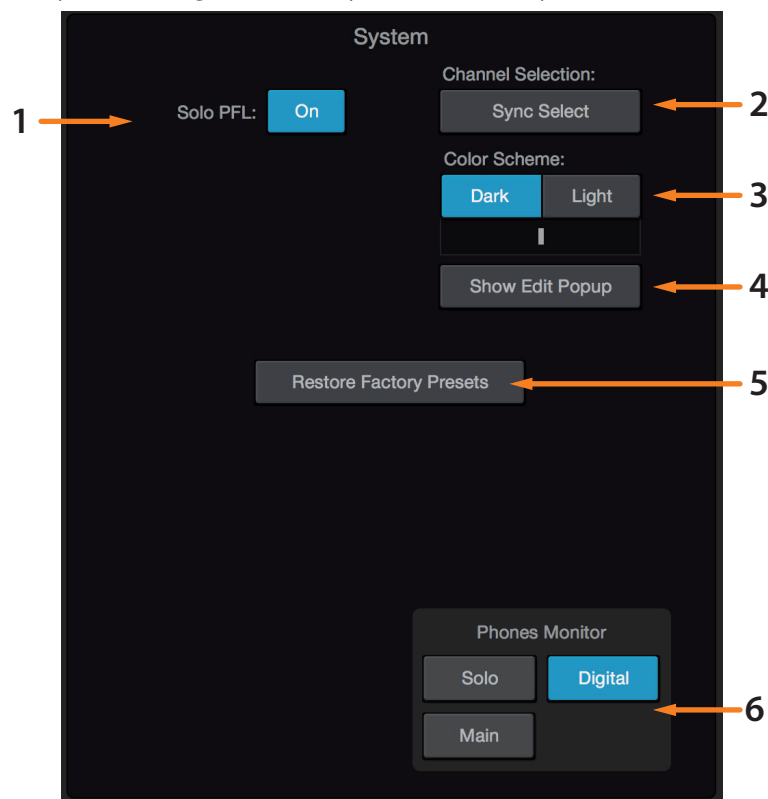 System
Channel Selection:
1 Solo PFL: On Sync Select 2
Color Scheme:
Dark Light 3
Show Edit Popup 4
Restore Factory Presets 5
Phones Monitor
Solo Digital
6
Main